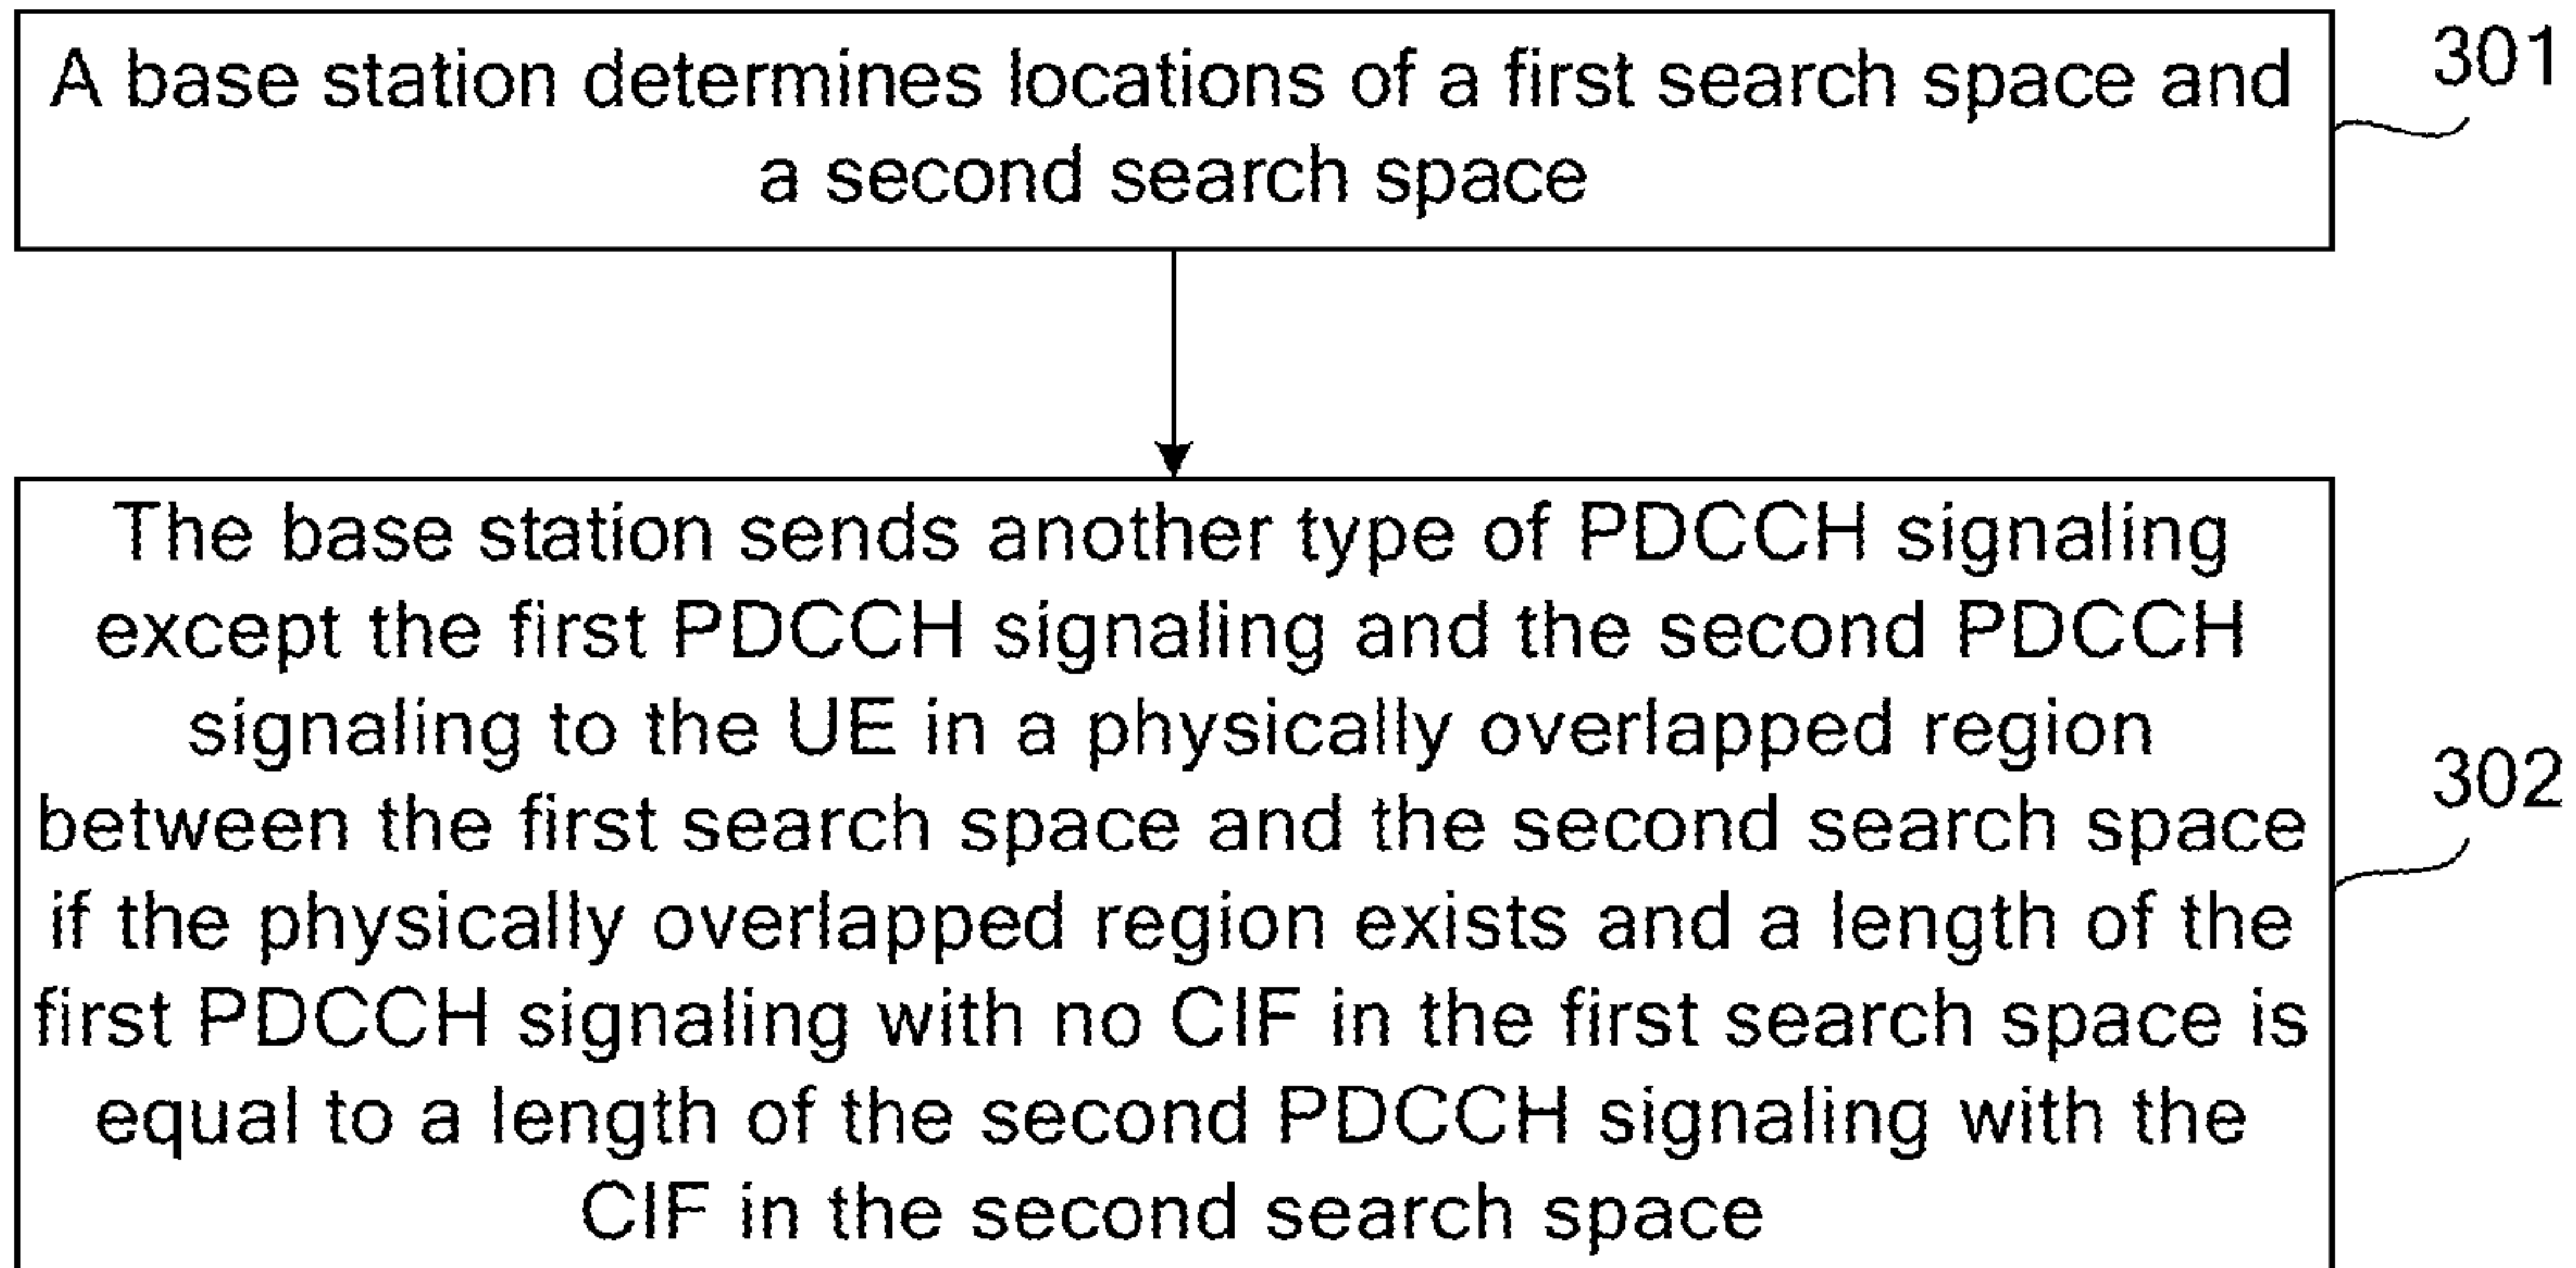 A base station determines locations of a first search space and
a second search space
301
The base station sends another type of PDCCH signaling
except the first PDCCH signaling and the second PDCCH
signaling to the UE in a physically overlapped region
between the first search space and the second search space
if the physically overlapped region exists and a length of the
first PDCCH signaling with no CIF in the first search space is
equal to a length of the second PDCCH signaling with the
CIF in the second search space
302